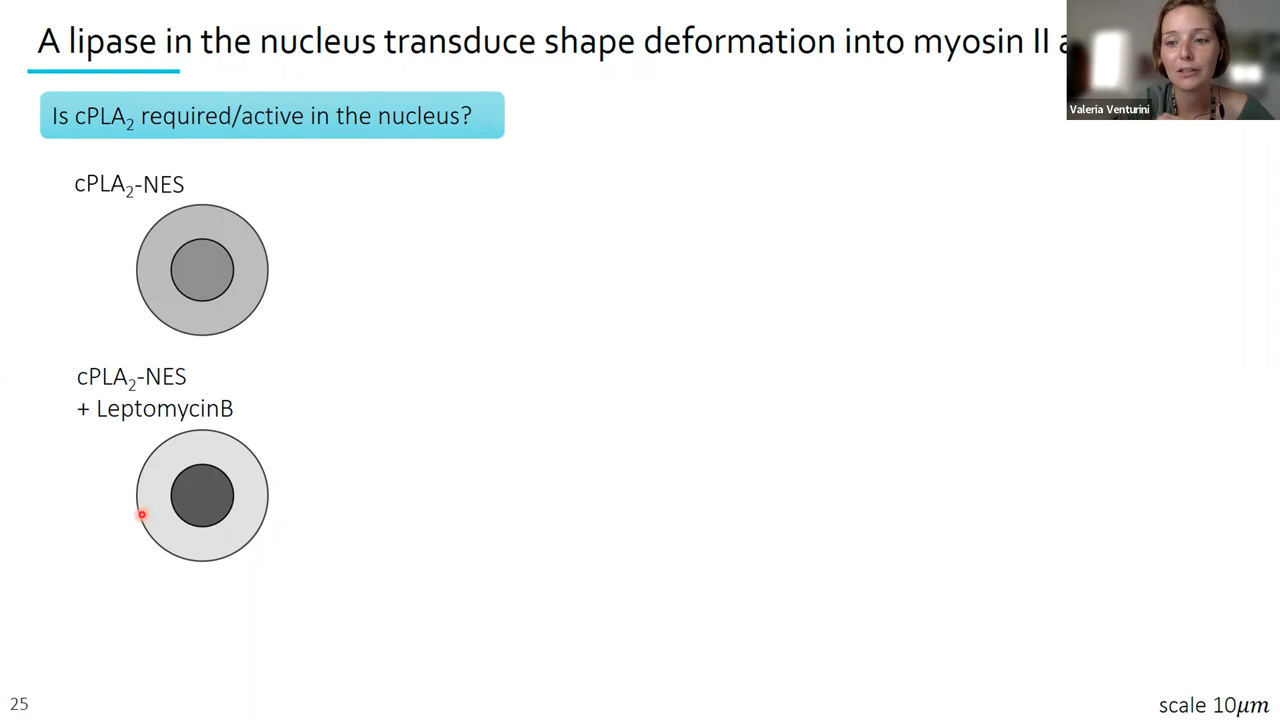 A lipase in the nucleus transduce shape deformation into myosin II a
Valeria Venturini
Is cPLA₂ required/active in the nucleus?
cPLA₂-NES
cPLA₂-NES
+ LeptomycinB
25
scale 10𝜇𝑚